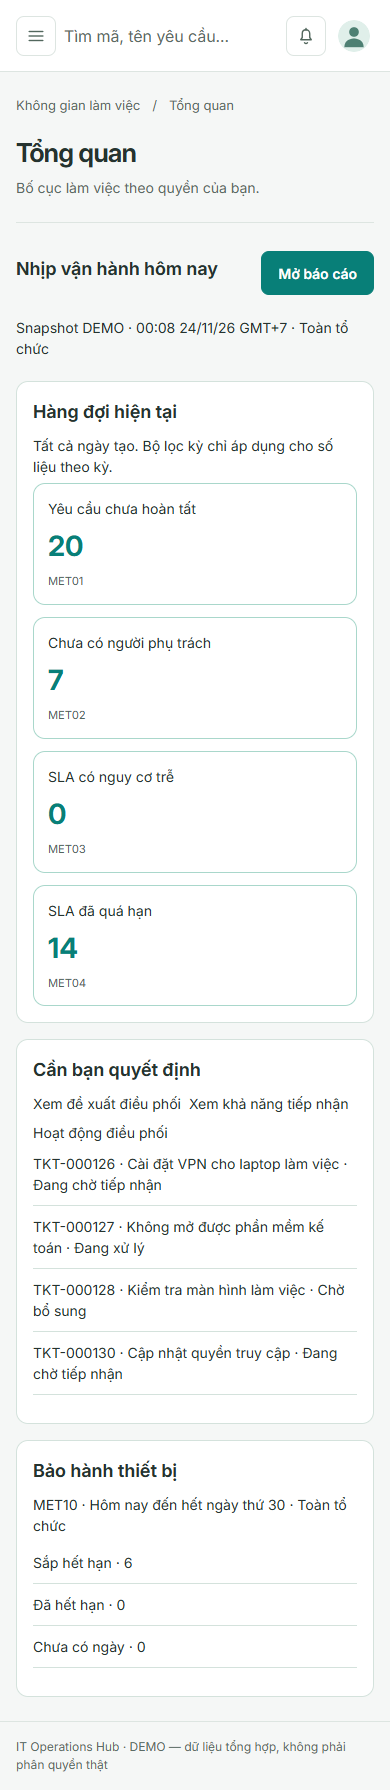 Tìm mã, tên yêu cầu...
Không gian làm việc / Tổng quan
Tổng quan
Bố cục làm việc theo quyền của bạn.
Nhịp vận hành hôm nay
Mở báo cáo
Snapshot DEMO · 00:08 24/11/26 GMT+7 · Toàn tổ
chức
Hàng đợi hiện tại
Tất cả ngày tạo. Bộ lọc kỳ chỉ áp dụng cho số
liệu theo kỳ.
Yêu cầu chưa hoàn tất
20
MET01
Chưa có người phụ trách
7
MET02
SLA có nguy cơ trễ
0
MET03
SLA đã quá hạn
14
MET04
Cần bạn quyết định
Xem đề xuất điều phối Xem khả năng tiếp nhận
Hoạt động điều phối
TKT-000126 · Cài đặt VPN cho laptop làm việc ·
Đang chờ tiếp nhận
TKT-000127 · Không mở được phần mềm kế
toán · Đang xử lý
TKT-000128 · Kiểm tra màn hình làm việc · Chờ
bổ sung
TKT-000130 · Cập nhật quyền truy cập · Đang
chờ tiếp nhận
Bảo hành thiết bị
MET10 · Hôm nay đến hết ngày thứ 30 · Toàn tổ
chức
Sắp hết hạn · 6
Đã hết hạn · 0
Chưa có ngày · 0
IT Operations Hub · DEMO — dữ liệu tổng hợp, không phải
phân quyền thật